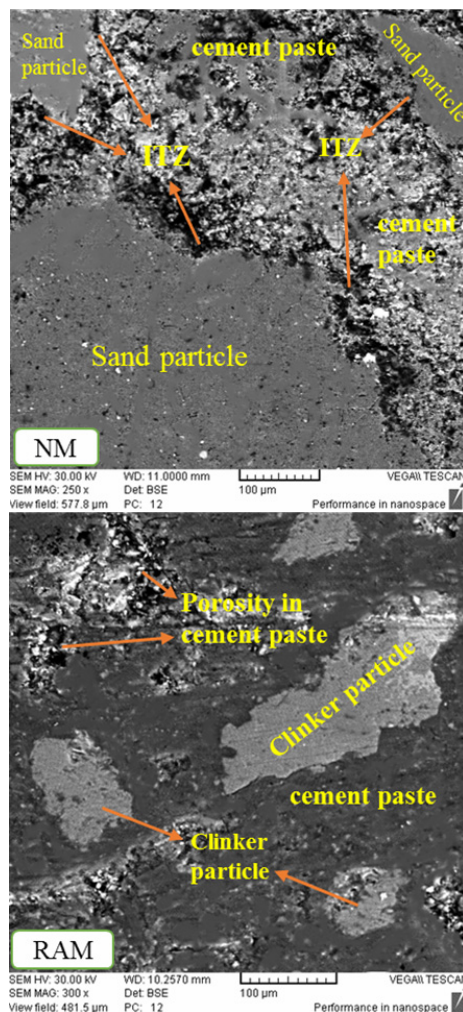 Sand
particle
cement paste
Sand particle
ITZ
ITZ
cement
paste
Sand particle
NM
SEM HV: 30.00 kV WD: 11.0000 mm VEGA\\ TESCAN
SEM MAG: 250 x Det: BSE 100 µm
View field: 577.8 µm PC: 12 Performance in nanospace
Porosity in
cement paste
Clinker particle
cement paste
Clinker
particle
RAM
SEM HV: 30.00 kV WD: 10.2570 mm VEGA\\ TESCAN
SEM MAG: 300 x Det: BSE 100 µm
View field: 481.5 µm PC: 12 Performance in nanospace